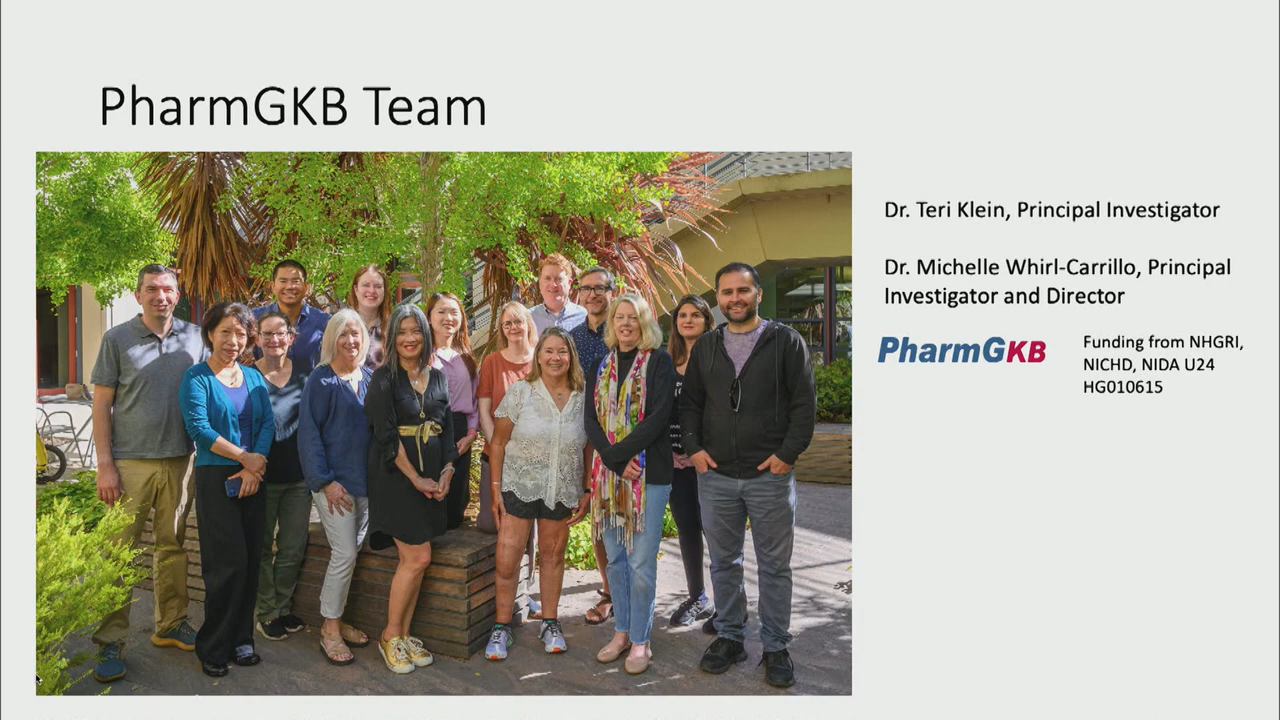 PharmGKB Team
Dr. Teri Klein, Principal Investigator
Dr. Michelle Whirl-Carrillo, Principal
Investigator and Director
PharmGKB
Funding from NHGRI,
NICHD, NIDA U24
HG010615